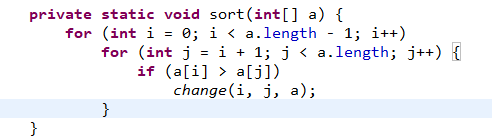 private static void sort(int[] a) {
    for (int i = 0; i < a.length - 1; i++)
        for (int j = i + 1; j < a.length; j++) {
            if (a[i] > a[j])
                change(i, j, a);
        }
}